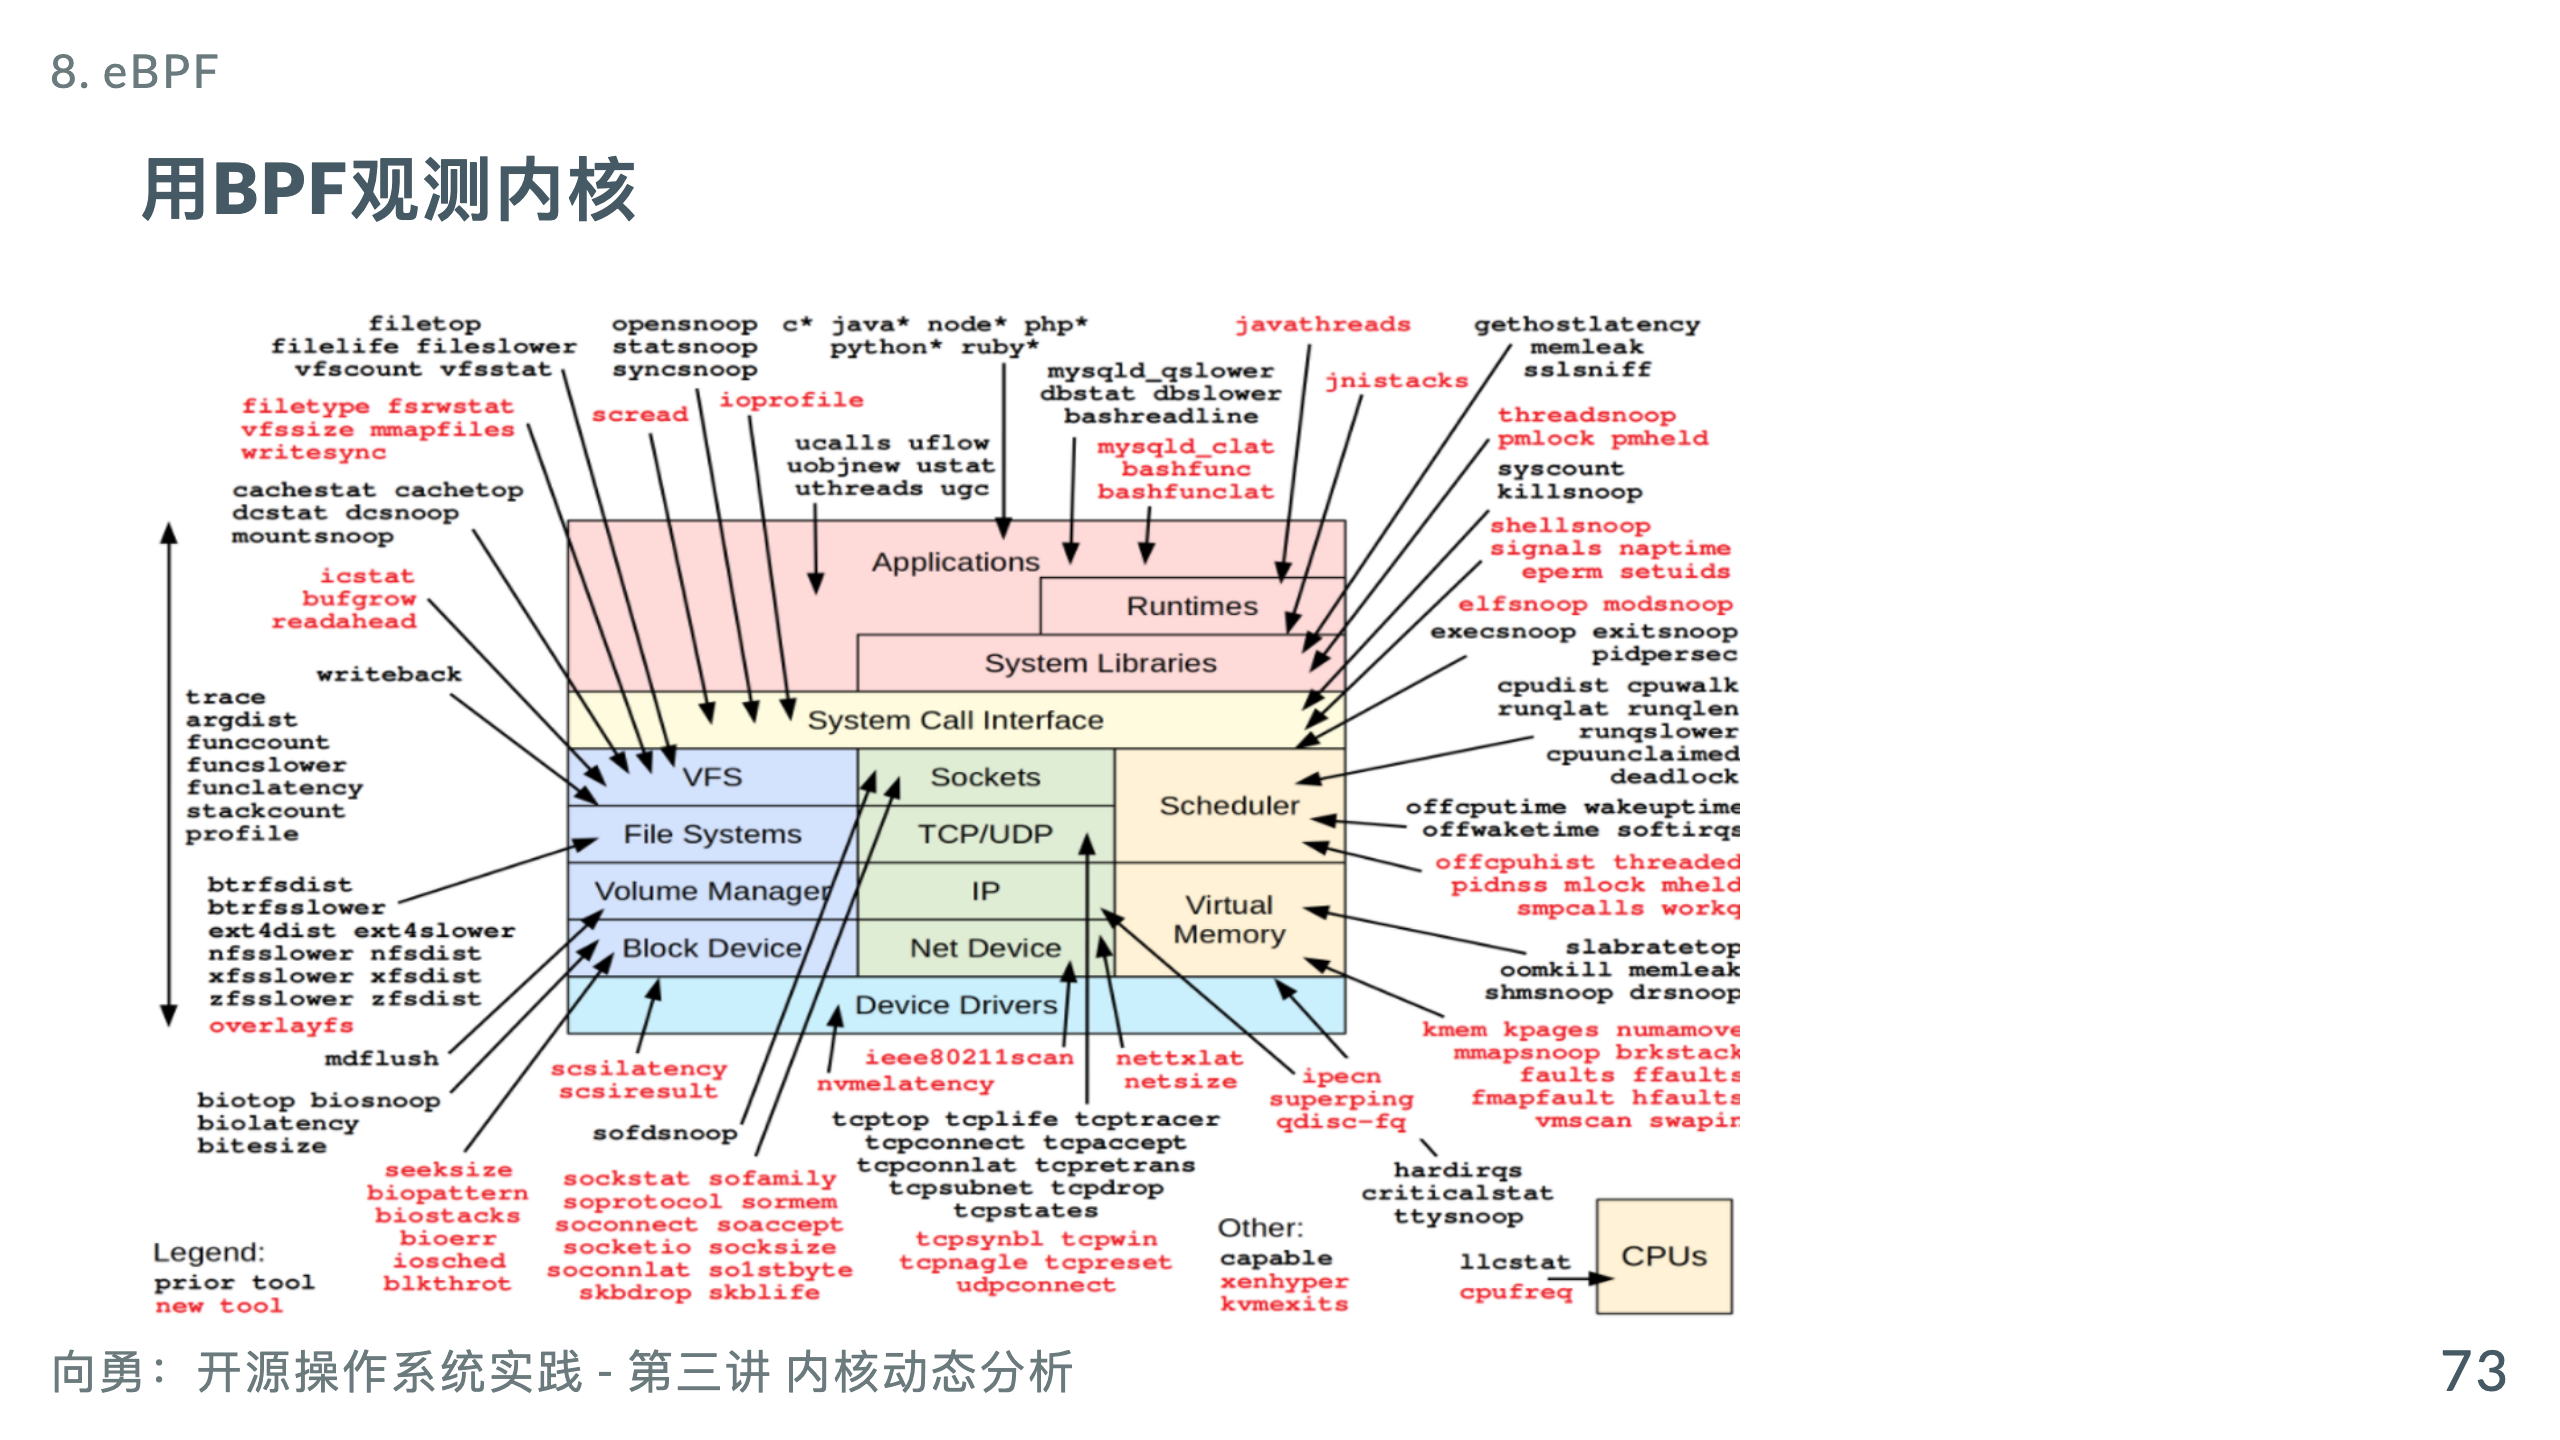 8. eBPF
用BPF观测内核
filetop
filelife fileslower
vfscount vfsstat
opensnoop
statsnoop
syncsnoop
c* java* node* php*
python* ruby*
javathreads
gethostlatency
memleak
sslsniff
mysqld_qslower
dbstat dbslower
bashreadline
jnistacks
filetype fsrwstat
vfssize mmapfiles
writesync
scread
ioprofile
threadsnoop
pmlock pmheld
ucalls uflow
uobjnew ustat
uthreads ugc
mysqld_clat
bashfunc
bashfunclat
syscount
killsnoop
cachestat cachetop
dcstat dcsnoop
mountsnoop
shellsnoop
signals naptime
eperm setuids
Applications
icstat
bufgrow
readahead
Runtimes
elfsnoop modsnoop
execsnoop exitsnoop
pidpersec
System Libraries
writeback
cpudist cpuwalk
runqlat runqlen
runqslower
cpuunclaimed
deadlock
trace
argdist
funccount
funcslower
funclatency
stackcount
profile
System Call Interface
VFS
Sockets
Scheduler
offcputime wakeuptime
offwaketime softirqs
File Systems
TCP/UDP
offcpuhist threaded
pidnss mlock mheld
smpcalls workq
btrfsdist
btrfsslower
ext4dist ext4slower
nfsslower nfsdist
xfsslower xfsdist
zfsslower zfsdist
overlayfs
Volume Manager
IP
Virtual
Memory
Block Device
Net Device
slabratetop
oomkill memleak
shmsnoop drsnoop
Device Drivers
kmem kpages numamove
mmapsnoop brkstack
faults ffaults
fmapfault hfaults
vmscan swapin
mdflush
scsilatency
scsiresult
ieee80211scan
nvmelatency
nettxlat
netsize
ipecn
superping
qdisc-fq
biotop biosnoop
biolatency
bitesize
sofdsnoop
tcptop tcplife tcptracer
tcpconnect tcpaccept
tcpconnlat tcpretrans
tcpsubnet tcpdrop
tcpstates
hardirqs
criticalstat
ttysnoop
seeksize
biopattern
biostacks
bioerr
iosched
blkthrot
sockstat sofamily
soprotocol sormem
soconnect soaccept
socketio socksize
soconnlat so1stbyte
skbdrop skblife
tcpsynbl tcpwin
tcpnagle tcpreset
udpconnect
Other:
capable
xenhyper
kvmexits
llcstat
cpufreq
CPUs
Legend:
prior tool
new tool
向勇：开源操作系统实践 - 第三讲 内核动态分析
73